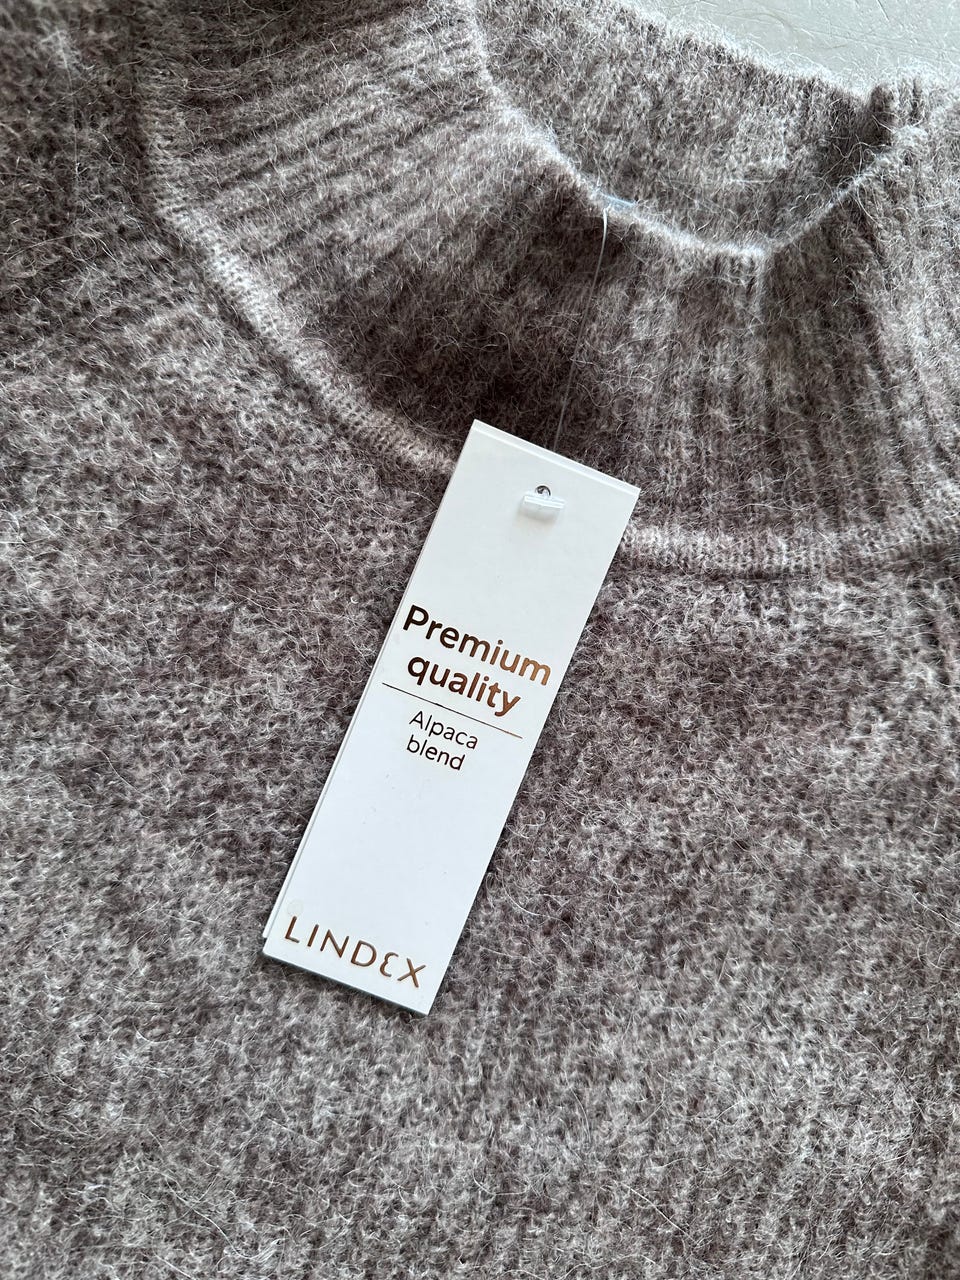 Premium
quality
Alpaca
blend
LINDEX